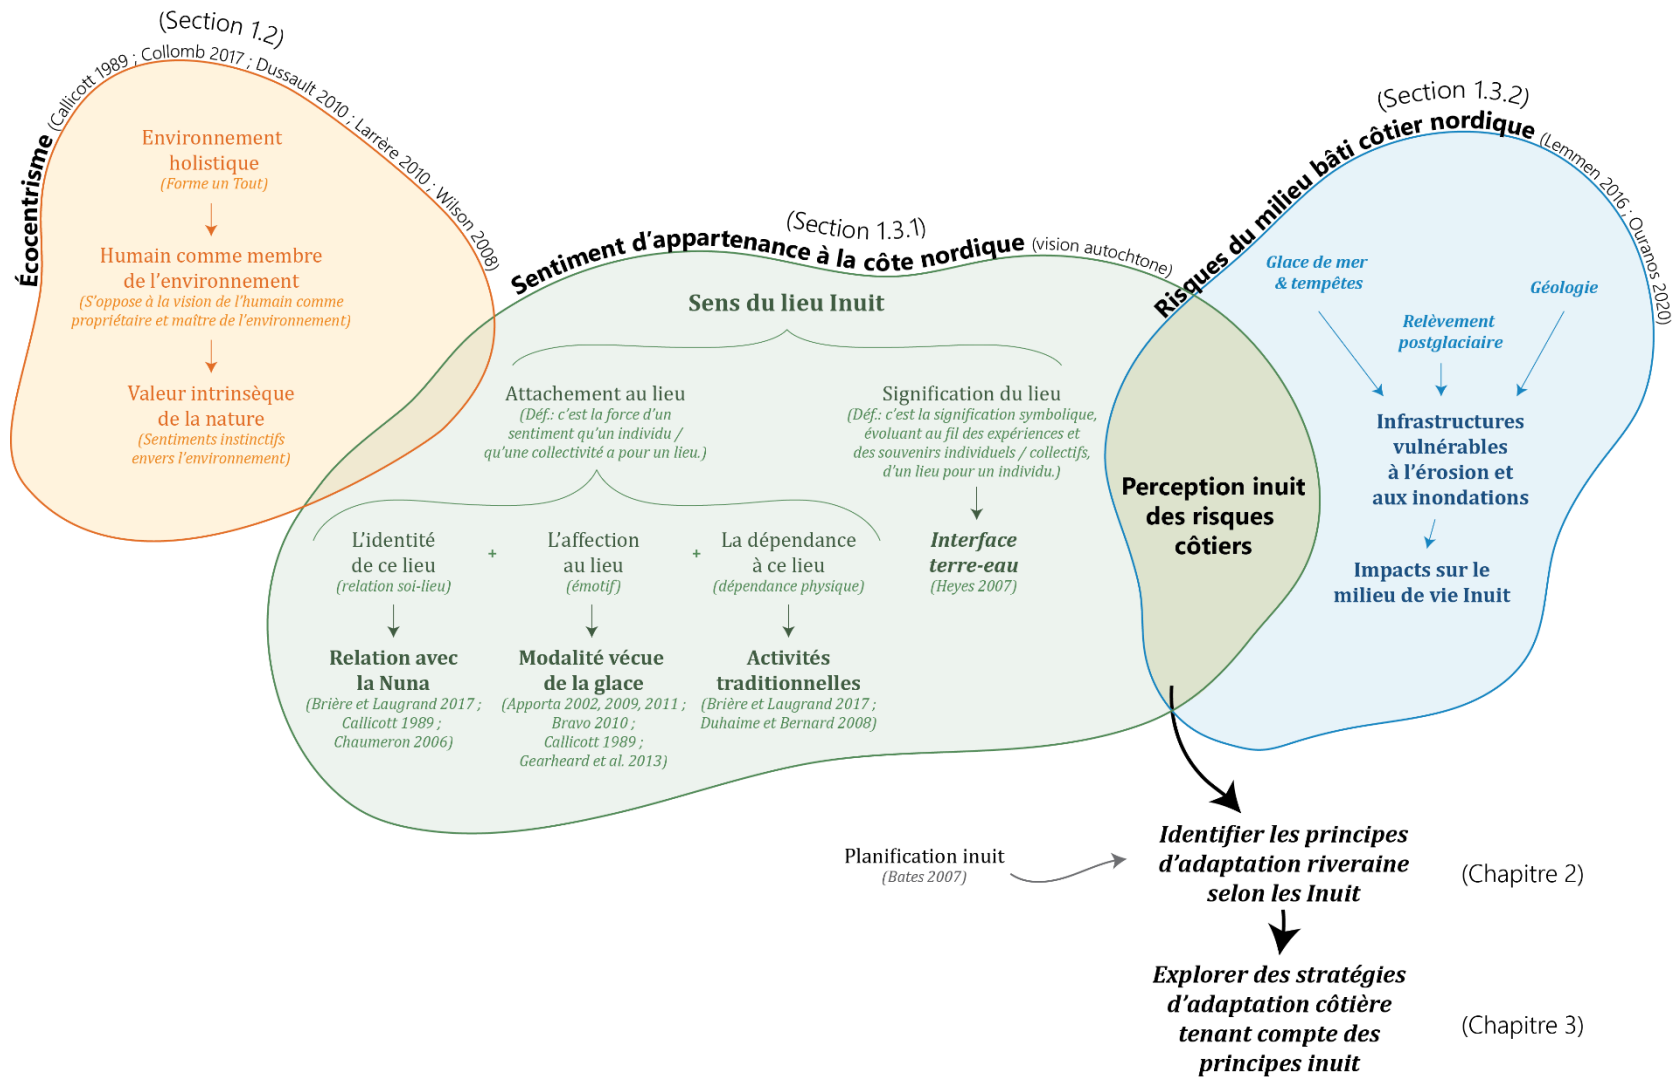 (Section 1.2)
Écocentrisme (Callicott 1989 ; Collomb 2017 ; Dussault 2010 ; Larrère 2010 ; Wilson 2008)
Environnement
holistique
(Forme un Tout)
Humain comme membre
de l'environnement
(S'oppose à la vision de l'humain comme
propriétaire et maître de l'environnement)
Valeur intrinsèque
de la nature
(Sentiments instinctifs
envers l'environnement)
(Section 1.3.1)
Sentiment d'appartenance à la côte nordique (vision autochtone)
Sens du lieu Inuit
Attachement au lieu
(Déf.: c'est la force d'un
sentiment qu'un individu /
qu'une collectivité a pour un lieu.)
Signification du lieu
(Déf.: c'est la signification symbolique,
évoluant au fil des expériences et
des souvenirs individuels / collectifs,
d'un lieu pour un individu.)
L'identité
de ce lieu
(relation soi-lieu)
+
L'affection
au lieu
(émotif)
+
La dépendance
à ce lieu
(dépendance physique)
Interface
terre-eau
(Heyes 2007)
Relation avec
la Nuna
(Brière et Laugrand 2017 ;
Callicott 1989 ;
Chaumeron 2006)
Modalité vécue
de la glace
(Apporta 2002, 2009, 2011 ;
Bravo 2010 ;
Callicott 1989 ;
Gearheard et al. 2013)
Activités
traditionnelles
(Brière et Laugrand 2017 ;
Duhaime et Bernard 2008)
(Section 1.3.2)
Risques du milieu bâti côtier nordique (Lemmen 2016 ; Ouranos 2020)
Glace de mer
& tempêtes
Relèvement
postglaciaire
Géologie
Infrastructures
vulnérables
à l'érosion et
aux inondations
Impacts sur le
milieu de vie Inuit
Perception inuit
des risques
côtiers
Planification inuit
(Bates 2007)
Identifier les principes
d'adaptation riveraine
selon les Inuit
(Chapitre 2)
Explorer des stratégies
d'adaptation côtière
tenant compte des
principes inuit
(Chapitre 3)